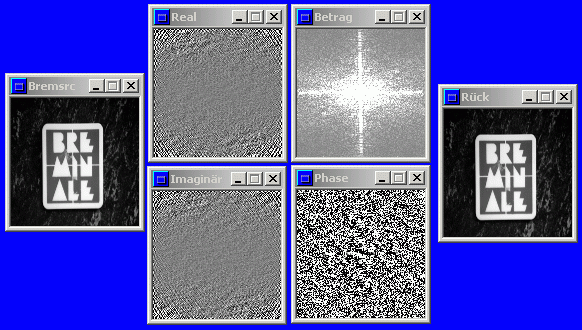 Real
Betrag
Bremsrc
BRE
MIN
ALE
Rück
BRE
MIN
ALE
Imaginär
Phase